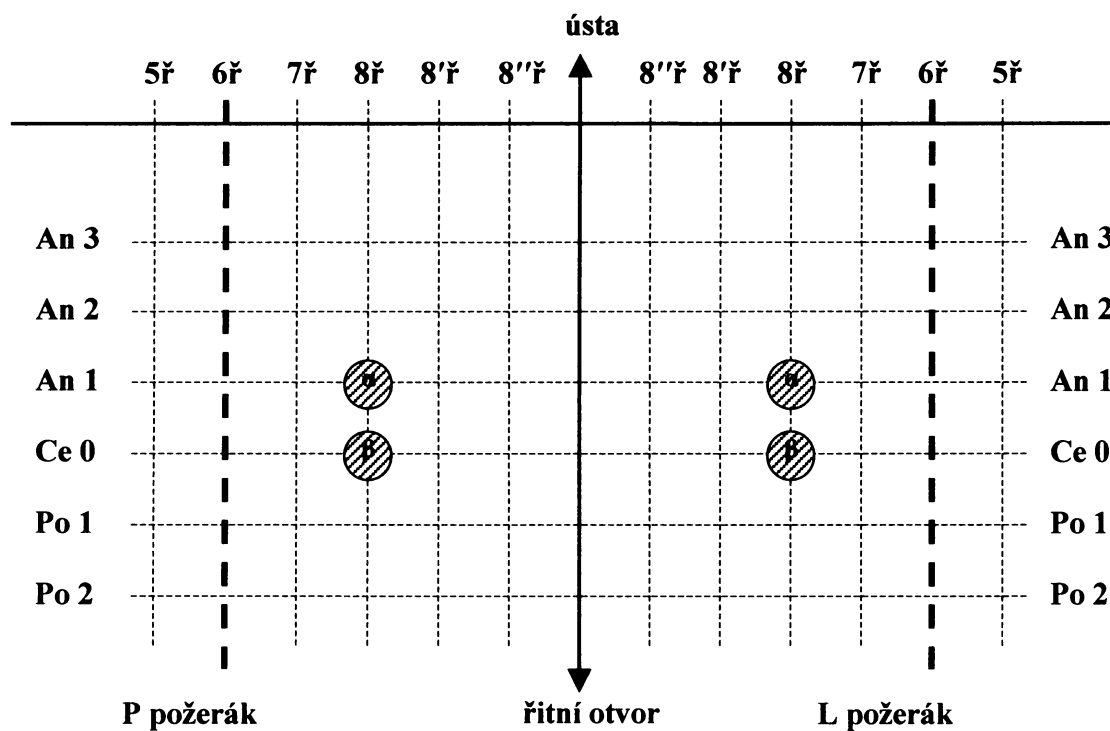 ústa
5ř 6ř 7ř 8ř 8'ř 8''ř 8''ř 8'ř 8ř 7ř 6ř 5ř
An 3 An 3
An 2 An 2
An 1 α α An 1
Ce 0 β β Ce 0
Po 1 Po 1
Po 2 Po 2
P požerák řitní otvor L požerák